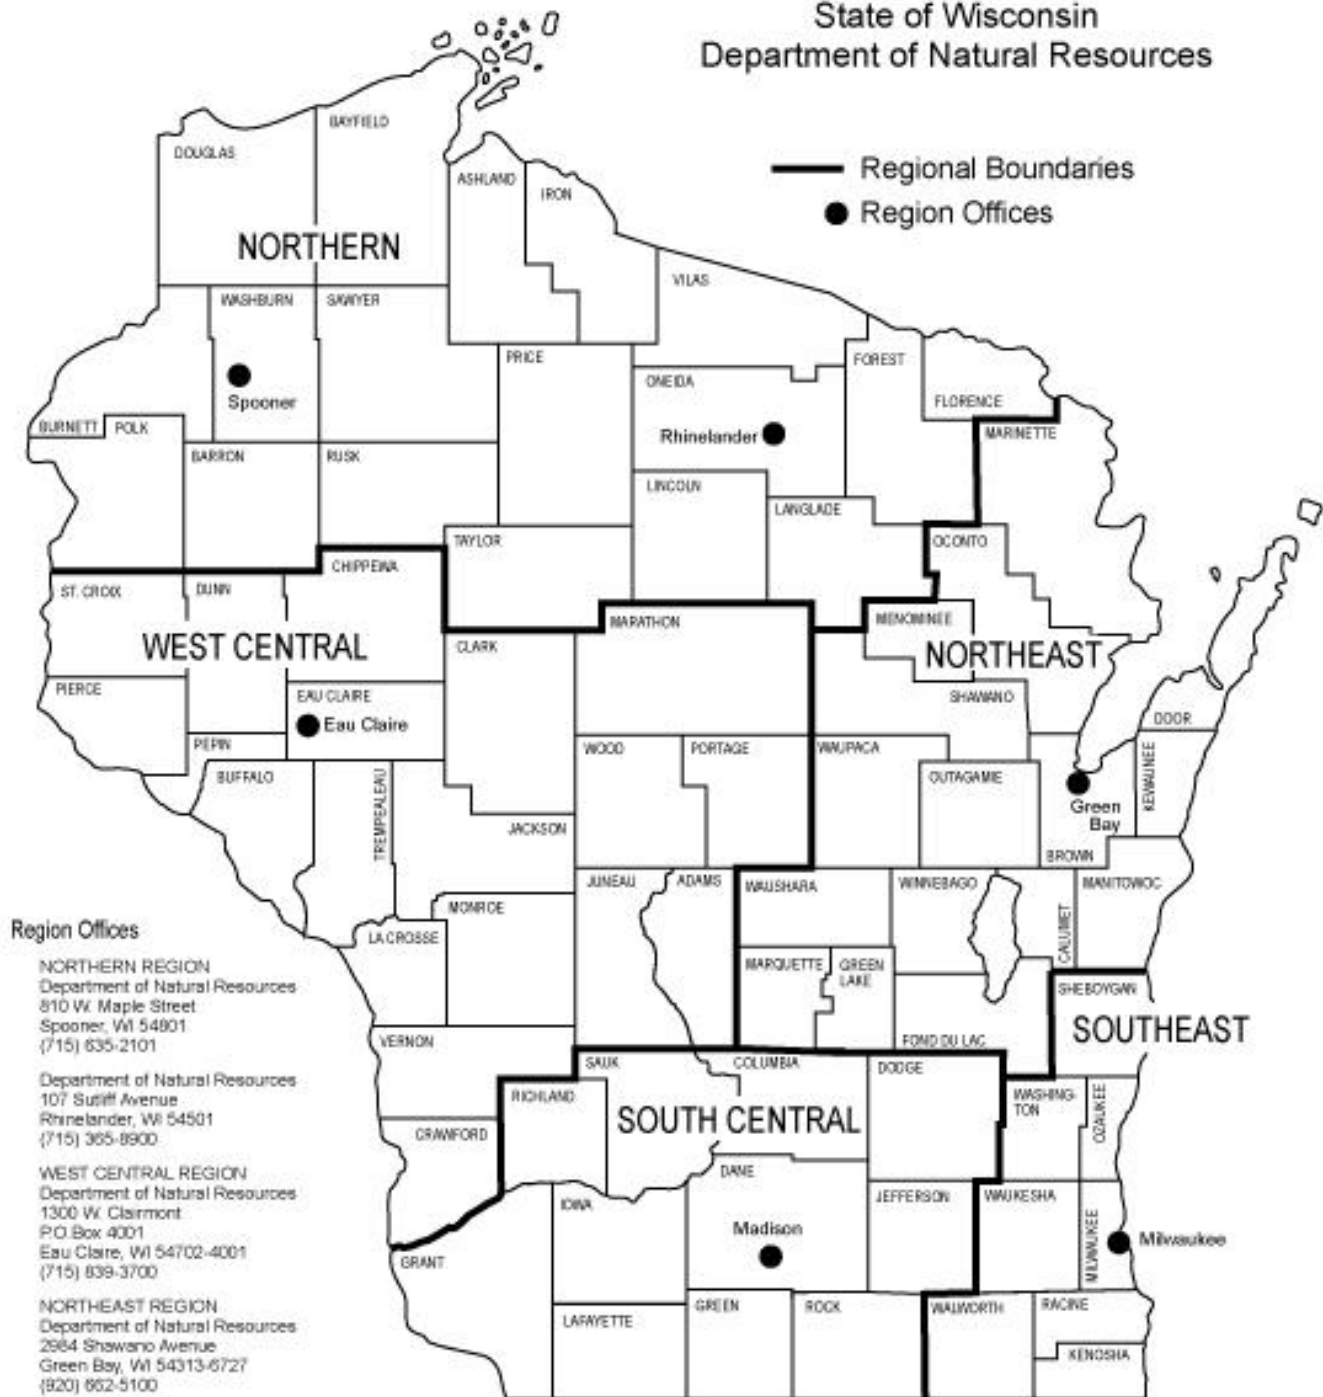 State of Wisconsin
Department of Natural Resources
Regional Boundaries
Region Offices
BAYFIELD
DOUGLAS
ASHLAND
IRON
NORTHERN
VILAS
WASHBURN
SAWYER
PRICE
FOREST
ONEIDA
Spooner
FLORENCE
BURNETT
POLK
Rhinelander
MARINETTE
BARRON
RUSK
LINCOLN
LANGLADE
TAYLOR
OCONTO
CHIPPEWA
ST. CROIX
DUNN
MENOMINEE
MARATHON
WEST CENTRAL
CLARK
NORTHEAST
PIERCE
EAU CLAIRE
SHAWANO
Eau Claire
DOOR
PEPIN
WOOD
PORTAGE
WAUPACA
BUFFALO
OUTAGAMIE
KEWAUNEE
TREMPEALEAU
Green
Bay
JACKSON
BROWN
JUNEAU
ADAMS
WAUSHARA
WINNEBAGO
MANITOWOC
MONROE
CALUMET
LA CROSSE
MARQUETTE
GREEN
LAKE
SHEBOYGAN
SOUTHEAST
VERNON
FOND DU LAC
SAUK
COLUMBIA
DODGE
RICHLAND
WASHING-
TON
OZAUKEE
SOUTH CENTRAL
CRAWFORD
DANE
IOWA
JEFFERSON
WAUKESHA
Madison
MILWAUKEE
Milwaukee
GRANT
LAFAYETTE
GREEN
ROCK
WALWORTH
RACINE
KENOSHA
Region Offices
NORTHERN REGION
Department of Natural Resources
810 W. Maple Street
Spooner, WI 54801
(715) 635-2101
Department of Natural Resources
107 Sutliff Avenue
Rhinelander, WI 54501
(715) 365-8900
WEST CENTRAL REGION
Department of Natural Resources
1300 W. Clairmont
P.O.Box 4001
Eau Claire, WI 54702-4001
(715) 839-3700
NORTHEAST REGION
Department of Natural Resources
2984 Shawano Avenue
Green Bay, WI 54313-6727
(920) 662-5100